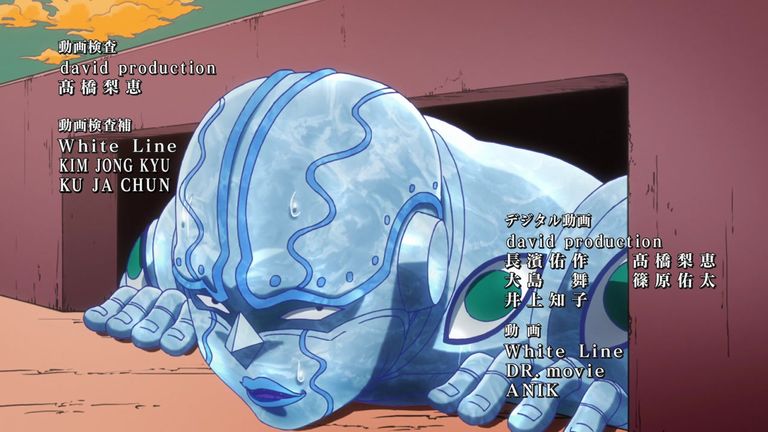 動画検査
david production
髙橋梨恵
動画検査補
White Line
KIM JONG KYU
KU JA CHUN
デジタル動画
david production
長濱佑作 髙橋梨恵
大島 舞 篠原佑太
井上知子
動 画
White Line
DR. movie
ANIK